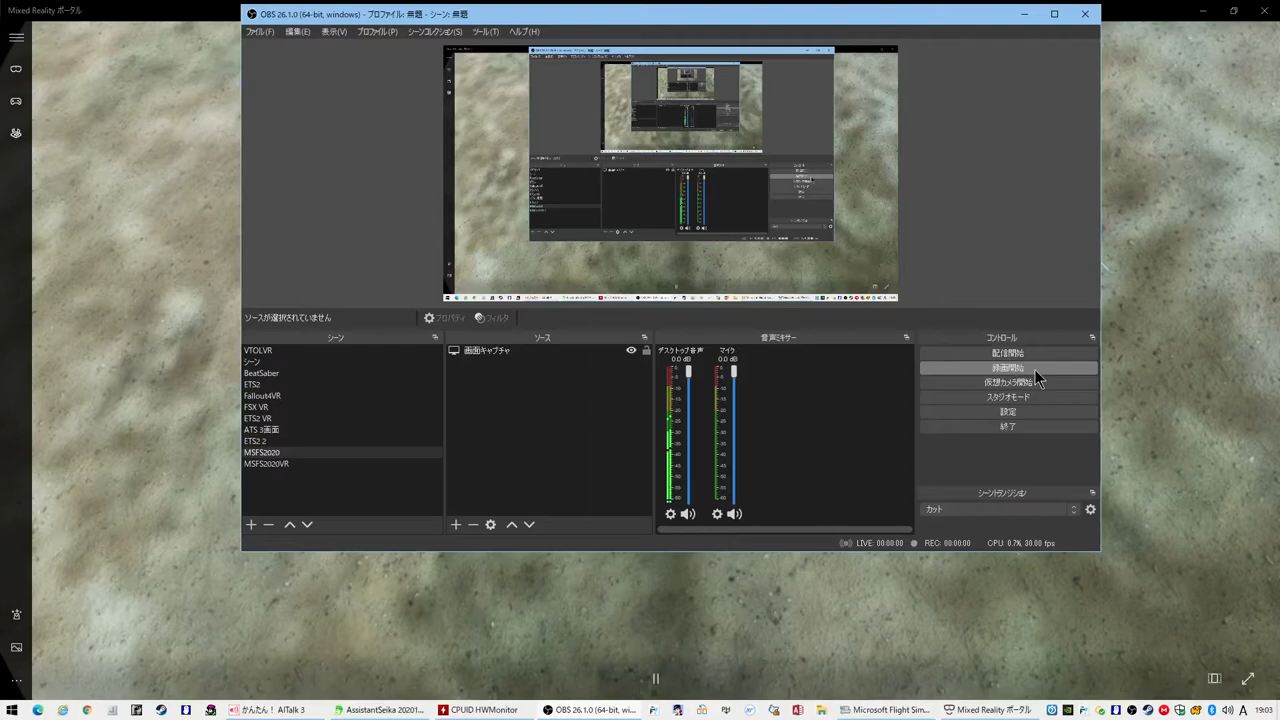 Mixed Reality ポータル
OBS 26.1.0 (64-bit, windows) - プロファイル: 無題 - シーン: 無題
ファイル(F) 編集(E) 表示(V) プロファイル(P) シーンコレクション(S) ツール(T) ヘルプ(H)
ソースが選択されていません プロパティ フィルタ
シーン ソース 音声ミキサー コントロール
VTOLVR
シーン
BeatSaber
ETS2
Fallout4VR
FSX VR
ETS2 VR
ATS 3画面
ETS2 2
MSFS2020
MSFS2020VR
画面キャプチャ
デスクトップ音声 マイク
0.0 dB 0.0 dB
配信開始
録画開始
仮想カメラ開始
スタジオモード
設定
終了
シーントランジション
カット
LIVE: 00:00:00 REC: 00:00:00 CPU: 0.7%, 30.00 fps
かんたん! AITalk 3 AssistantSeika 20201... CPUID HWMonitor OBS 26.1.0 (64-bit, wi... Microsoft Flight Sim... Mixed Reality ポータル A 19:03